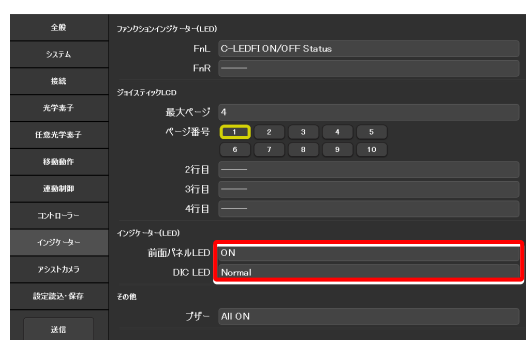 全般
システム
接続
光学素子
任意光学素子
移動動作
連動制御
コントローラー
インジケーター
アシストカメラ
設定読込・保存
送信
ファンクションインジケーター(LED)
FnL C-LEDFI ON/OFF Status
FnR ───
ジョイスティックLCD
最大ページ 4
ページ番号 1 2 3 4 5
6 7 8 9 10
2行目 ───
3行目 ───
4行目 ───
インジケーター(LED)
前面パネルLED ON
DIC LED Normal
その他
ブザー All ON